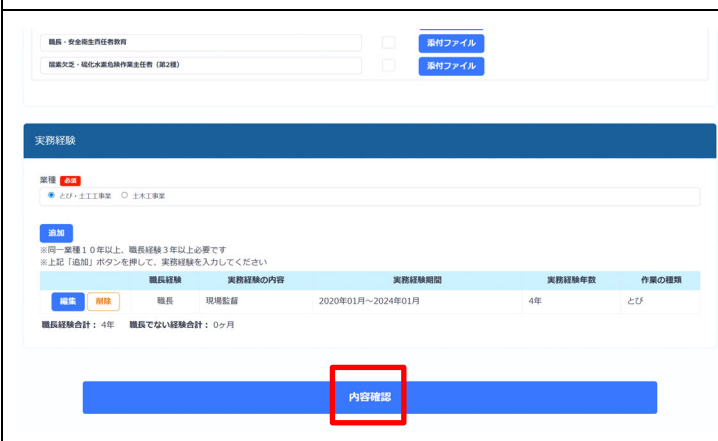 職長・安全衛生責任者教育 添付ファイル
酸素欠乏・硫化水素危険作業主任者（第2種） 添付ファイル
実務経験
業種 必須
とび・土工工事業 土木工事業
追加
※同一業種１０年以上、職長経験３年以上必要です
※上記「追加」ボタンを押して、実務経験を入力してください
職長経験 実務経験の内容 実務経験期間 実務経験年数 作業の種類
編集 削除 職長 現場監督 2020年01月～2024年01月 4年 とび
職長経験合計： 4年 職長でない経験合計： 0ヶ月
内容確認